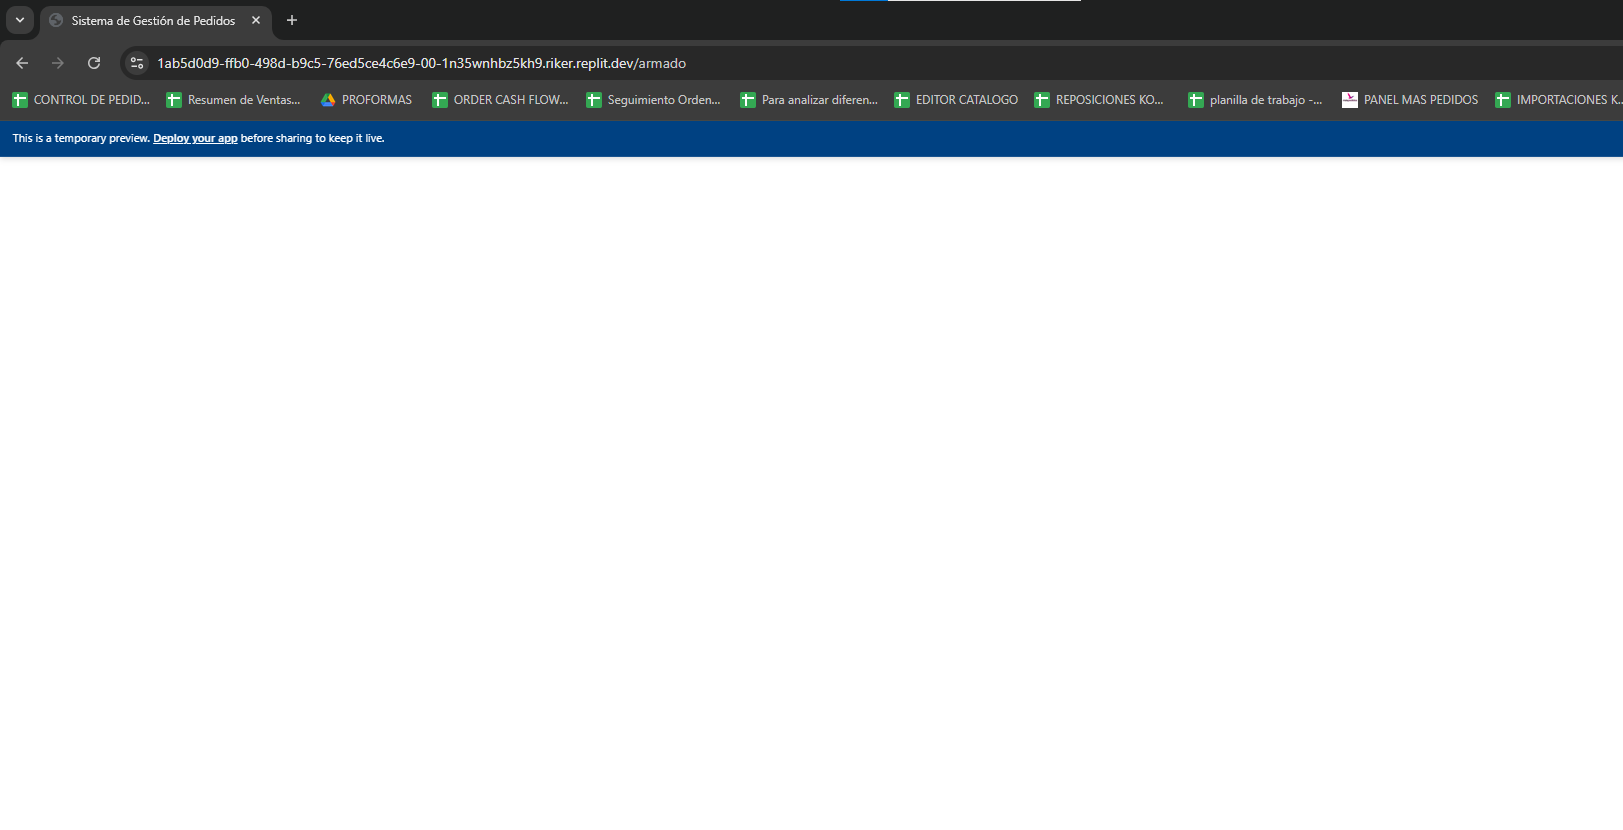 Sistema de Gestión de Pedidos
1ab5d0d9-ffb0-498d-b9c5-76ed5ce4c6e9-00-1n35wnhbz5kh9.riker.replit.dev/armado
CONTROL DE PEDID... Resumen de Ventas... PROFORMAS ORDER CASH FLOW... Seguimiento Orden... Para analizar diferen... EDITOR CATALOGO REPOSICIONES KO... planilla de trabajo -... PANEL MAS PEDIDOS IMPORTACIONES K...
This is a temporary preview. Deploy your app before sharing to keep it live.